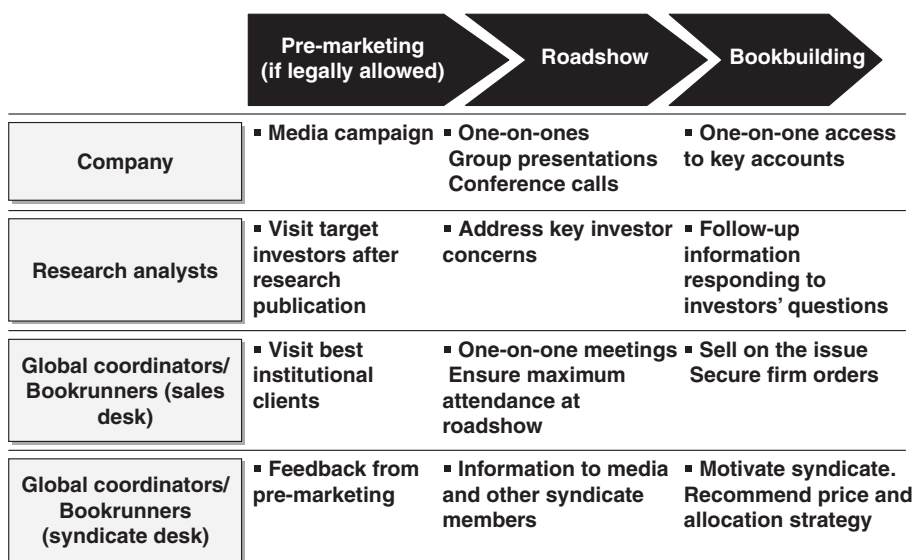 Pre-marketing
(if legally allowed)
Roadshow
Bookbuilding
Company
▪ Media campaign
▪ One-on-ones
Group presentations
Conference calls
▪ One-on-one access
to key accounts
Research analysts
▪ Visit target
investors after
research
publication
▪ Address key investor
concerns
▪ Follow-up
information
responding to
investors’ questions
Global coordinators/
Bookrunners (sales
desk)
▪ Visit best
institutional
clients
▪ One-on-one meetings
Ensure maximum
attendance at
roadshow
▪ Sell on the issue
Secure firm orders
Global coordinators/
Bookrunners
(syndicate desk)
▪ Feedback from
pre-marketing
▪ Information to media
and other syndicate
members
▪ Motivate syndicate.
Recommend price and
allocation strategy